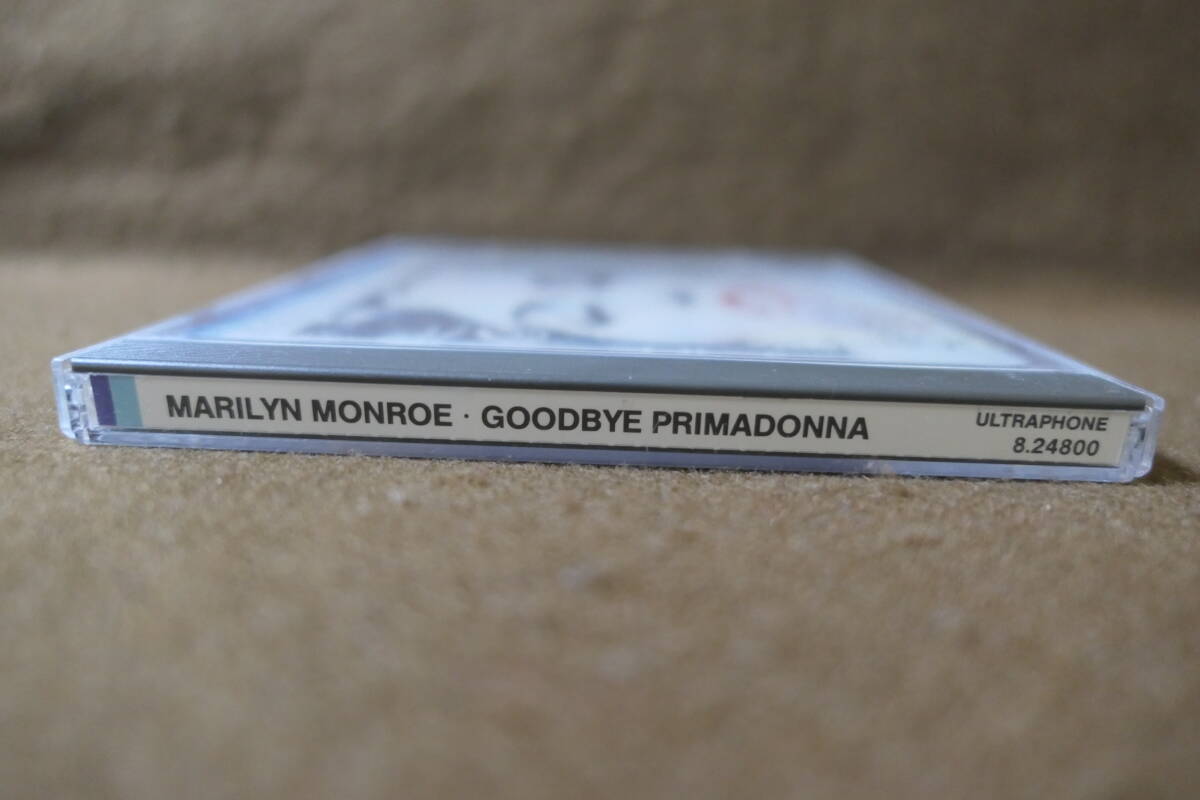 MARILYN MONROE · GOODBYE PRIMADONNA
ULTRAPHONE
8.24800